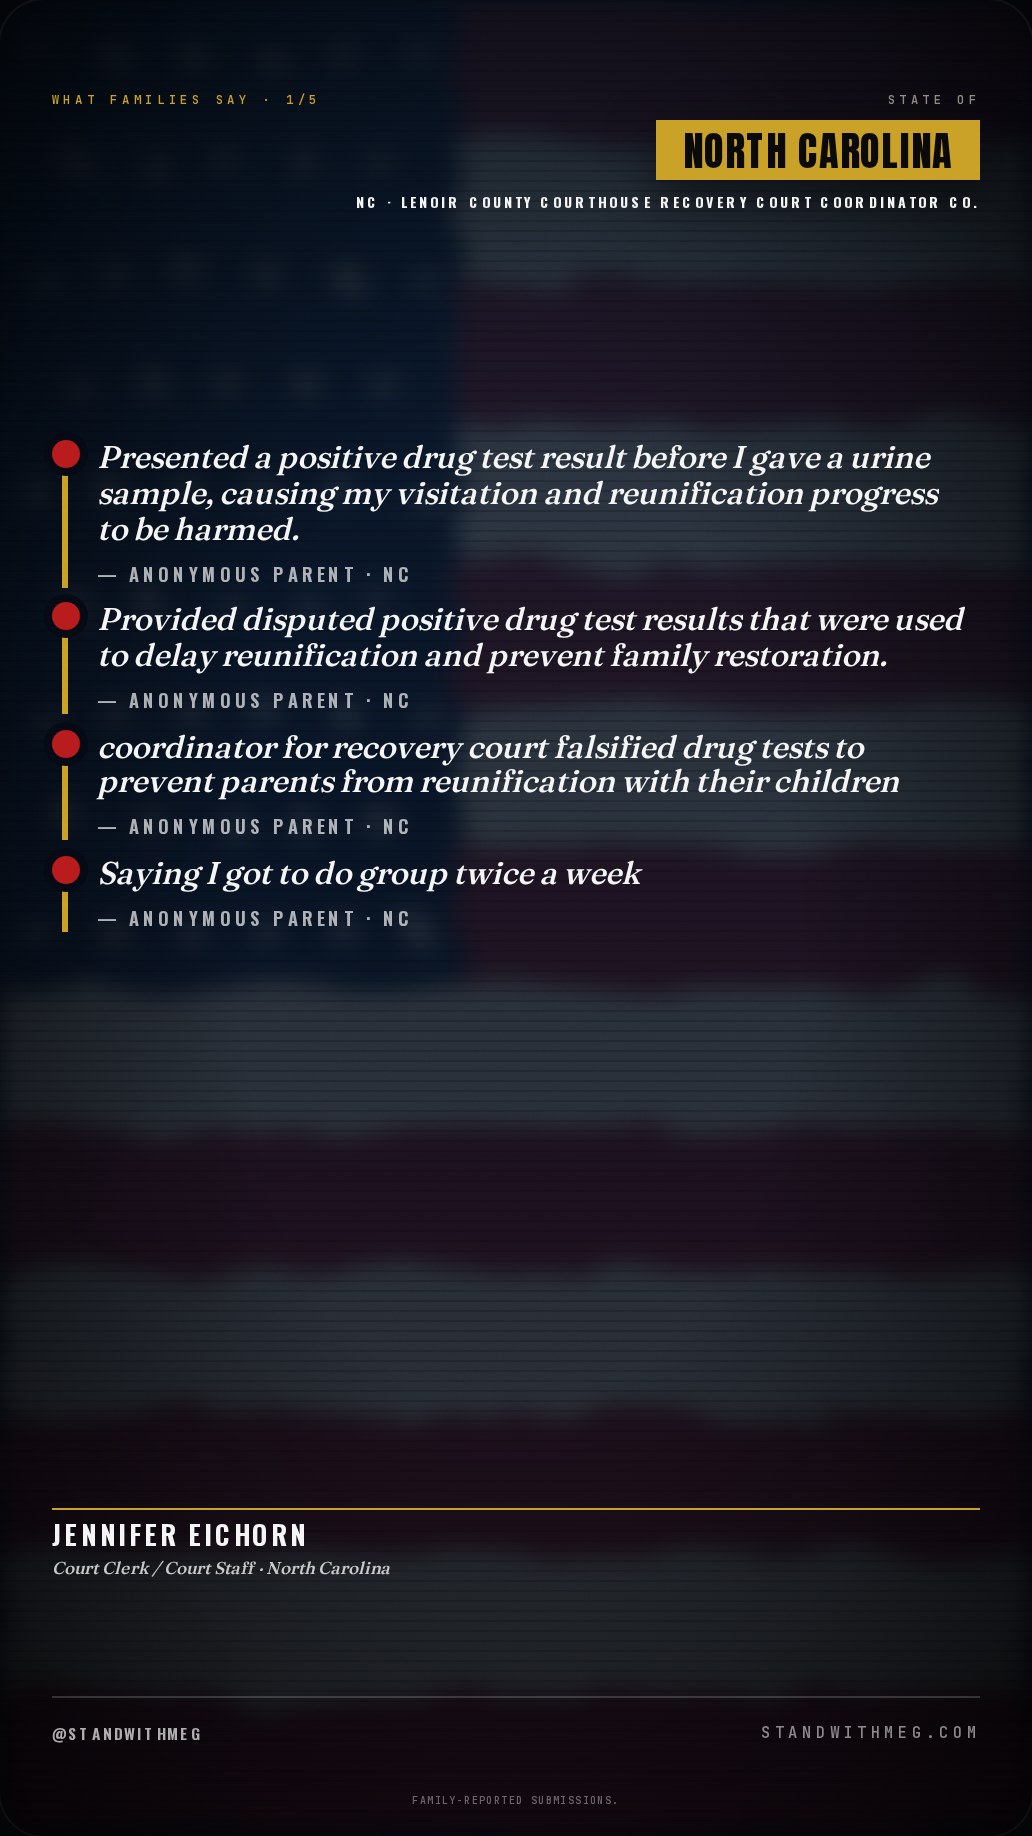 WHAT FAMILIES SAY · 1/5
STATE OF
NORTH CAROLINA
NC · LENOIR COUNTY COURTHOUSE RECOVERY COURT COORDINATOR CO.
Presented a positive drug test result before I gave a urine
sample, causing my visitation and reunification progress
to be harmed.
— ANONYMOUS PARENT · NC
Provided disputed positive drug test results that were used
to delay reunification and prevent family restoration.
— ANONYMOUS PARENT · NC
coordinator for recovery court falsified drug tests to
prevent parents from reunification with their children
— ANONYMOUS PARENT · NC
Saying I got to do group twice a week
— ANONYMOUS PARENT · NC
JENNIFER EICHORN
Court Clerk / Court Staff · North Carolina
@STANDWITHMEG
STANDWITHMEG.COM
FAMILY-REPORTED SUBMISSIONS.